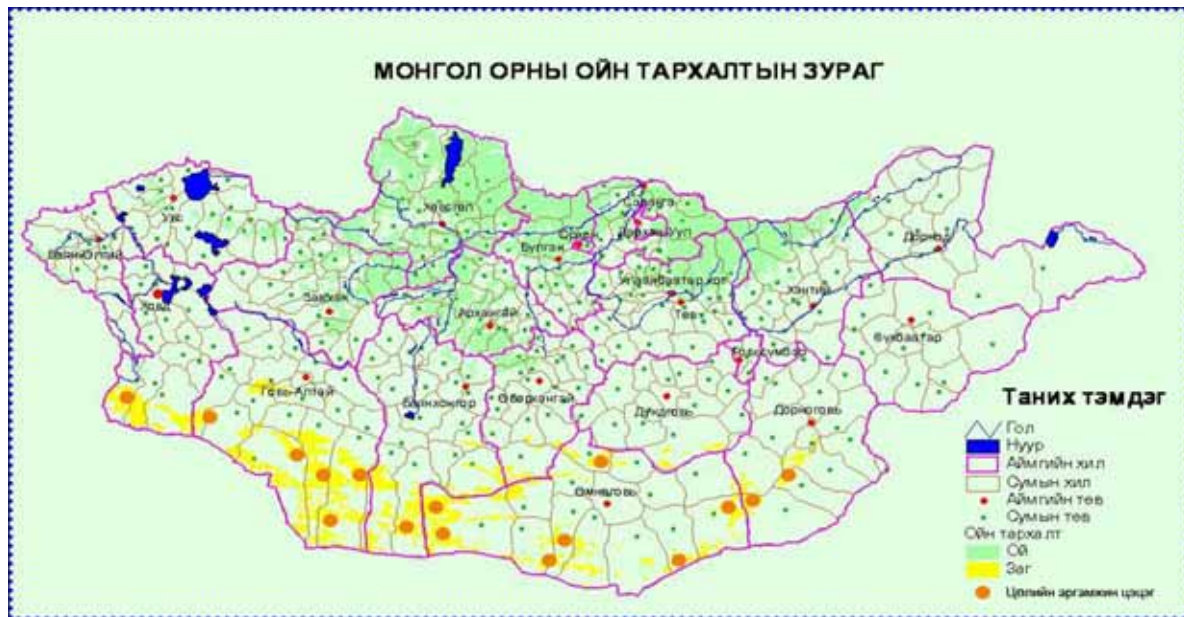 МОНГОЛ ОРНЫ ОЙН ТАРХАЛТЫН ЗУРАГ
Хөвсгөл
Сэлэнгэ
Увс
Орхон
Дархан-Уул
Булган
Дорнод
Баян-Өлгий
Улаанбаатар хот
Ховд
Завхан
Хэнтий
Архангай
Төв
Сүхбаатар
Говьсүмбэр
Говь-Алтай
Баянхонгор
Өвөрхангай
Дундговь
Дорноговь
Өмнөговь
Таних тэмдэг
Гол
Нуур
Аймгийн хил
Сумын хил
Аймгийн төв
Сумын төв
Ойн тархалт
Ой
Заг
Цөлийн аргамжин цэцэг